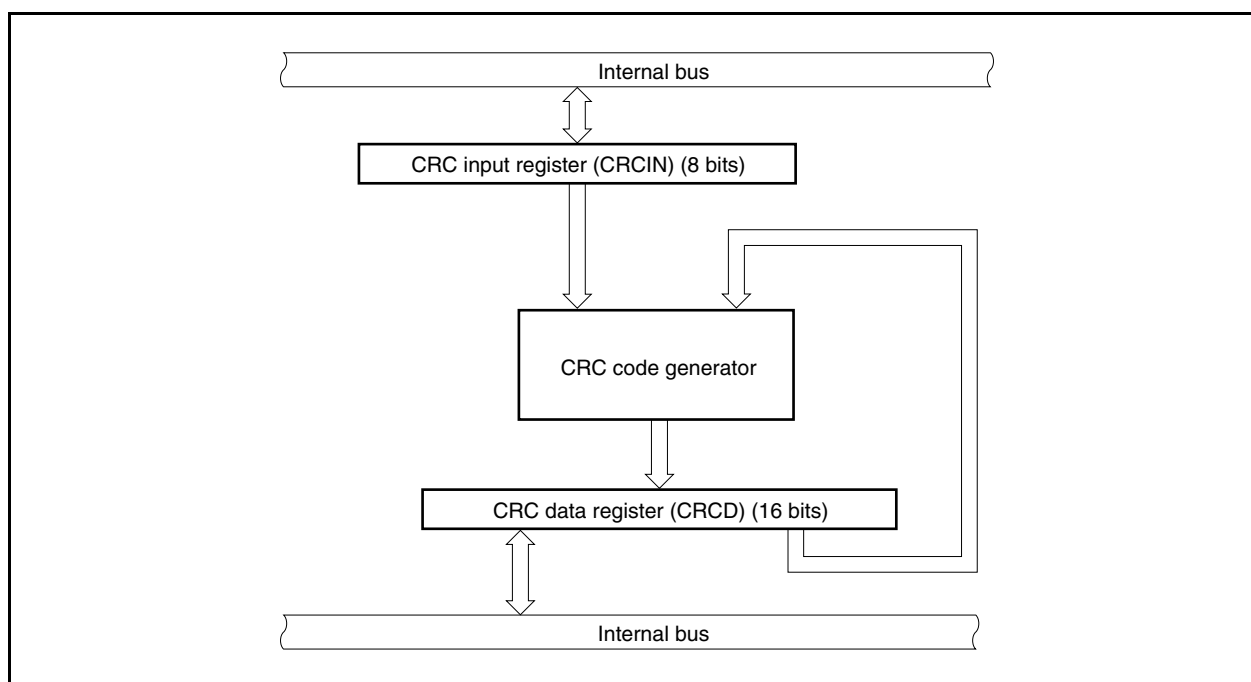 Internal bus
CRC input register (CRCIN) (8 bits)
CRC code generator
CRC data register (CRCD) (16 bits)
Internal bus